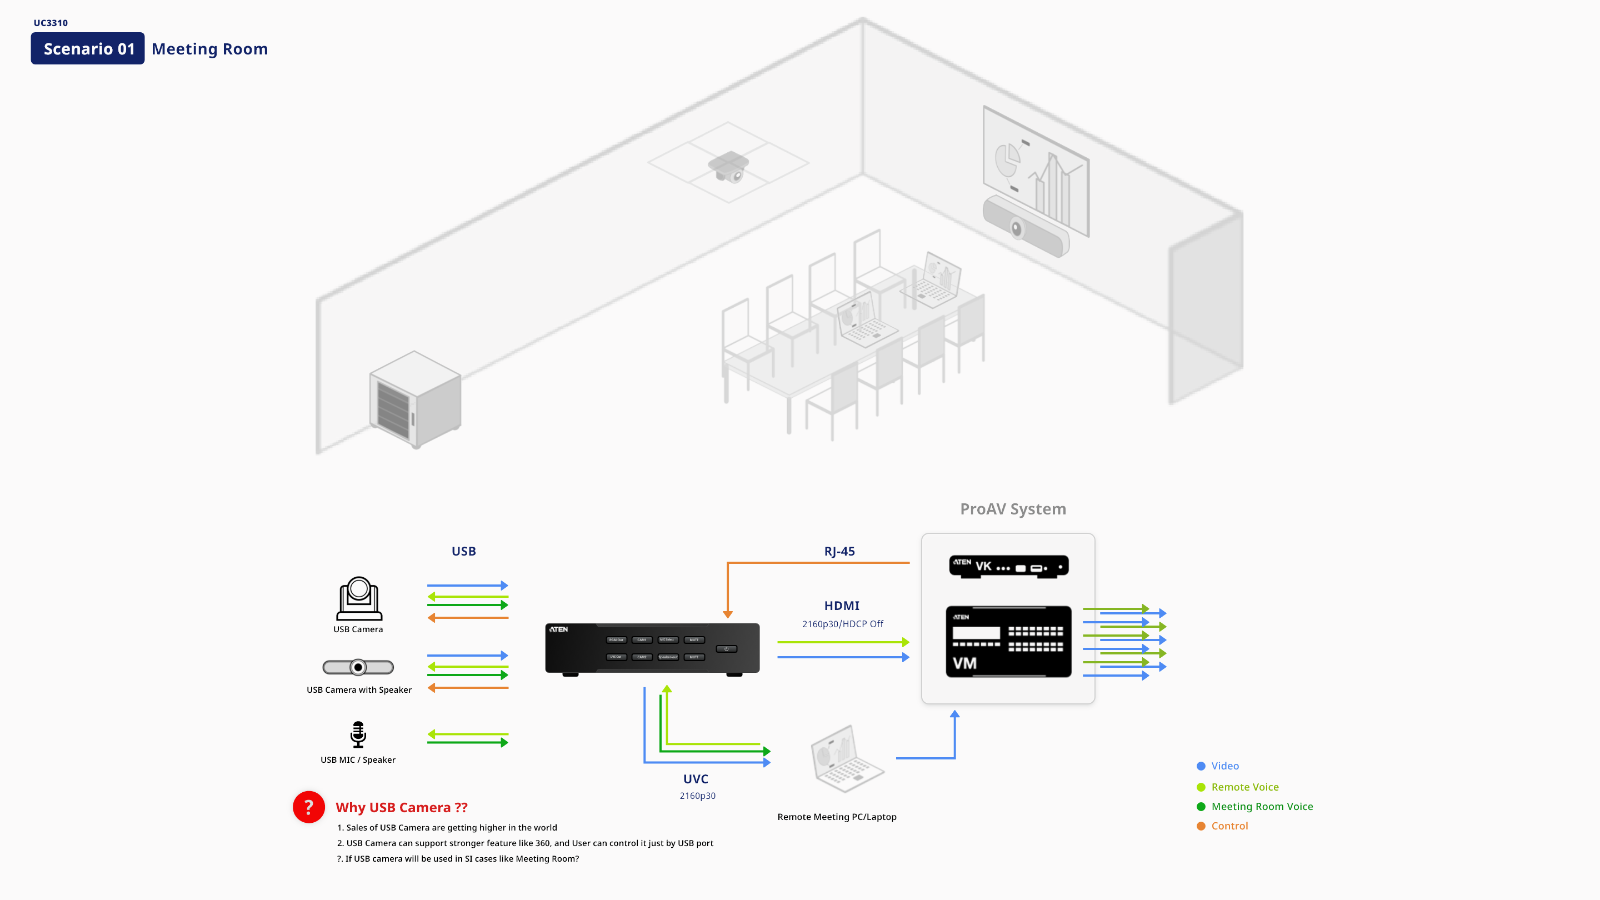 UC3310
Scenario 01 Meeting Room
ProAV System
USB
RJ-45
HDMI
2160p30/HDCP Off
ATEN
VK
ATEN
VM
ATEN
USB Camera
USB Camera with Speaker
USB MIC / Speaker
UVC
2160p30
Remote Meeting PC/Laptop
Video
Remote Voice
Meeting Room Voice
Control
? Why USB Camera ??
1. Sales of USB Camera are getting higher in the world
2. USB Camera can support stronger feature like 360, and User can control it just by USB port
?. If USB camera will be used in SI cases like Meeting Room?